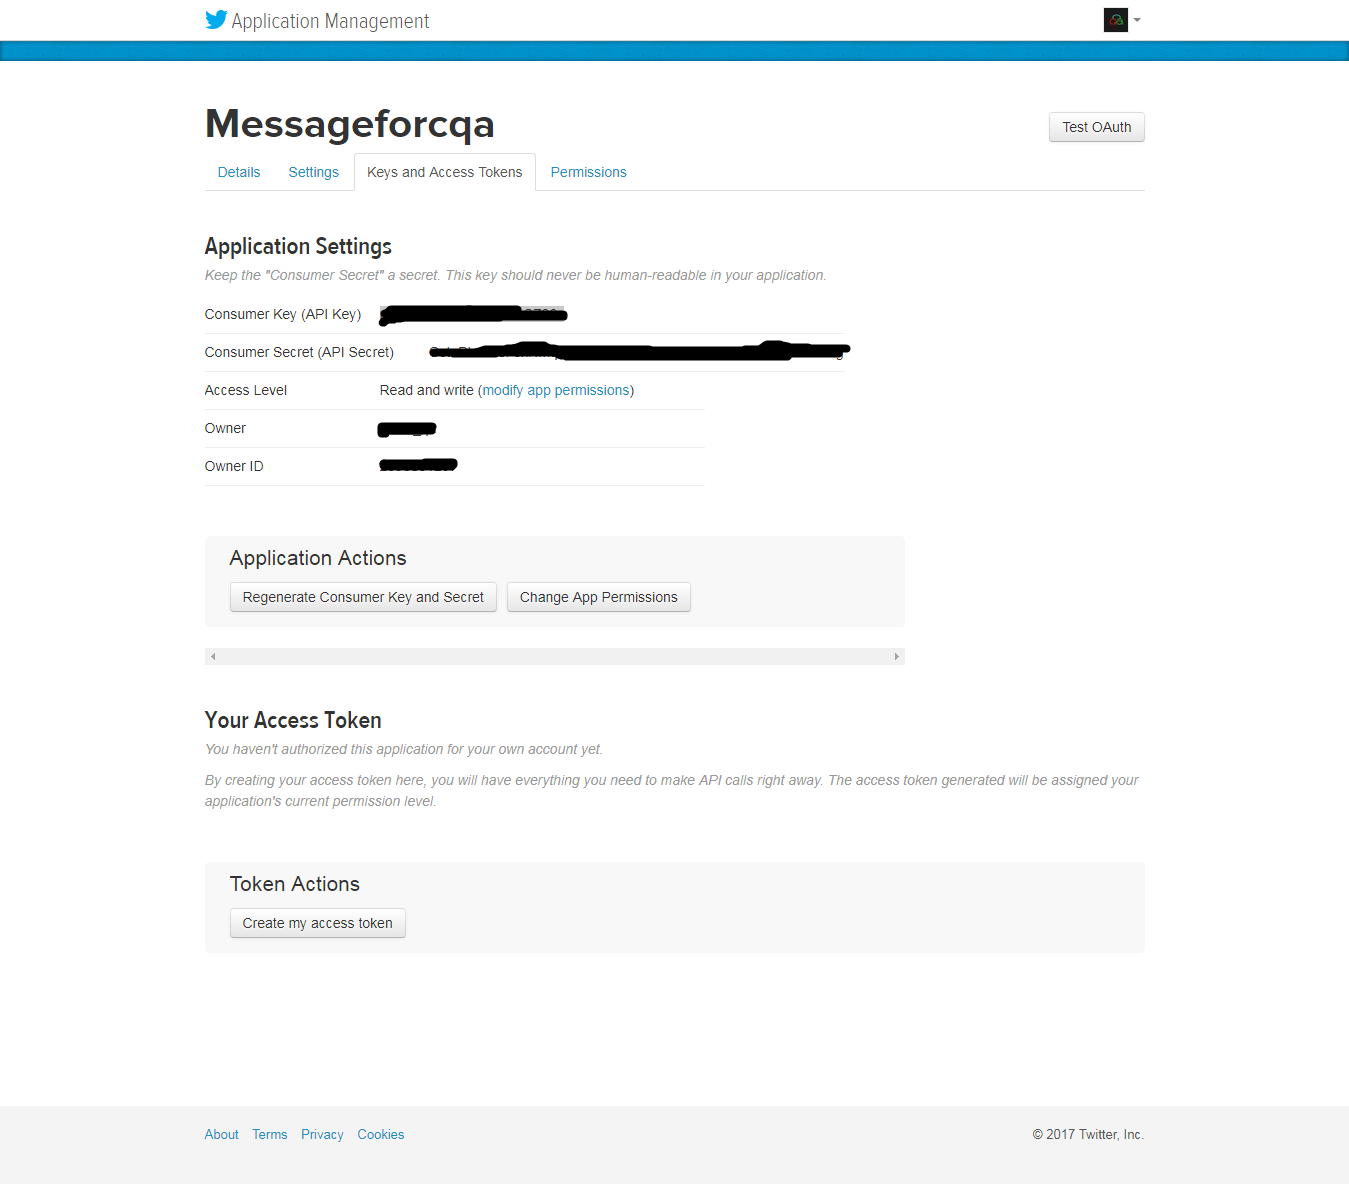 Application Management
Messageforcqa
Test OAuth
Details Settings Keys and Access Tokens Permissions
Application Settings
Keep the "Consumer Secret" a secret. This key should never be human-readable in your application.
Consumer Key (API Key)
Consumer Secret (API Secret)
Access Level Read and write (modify app permissions)
Owner
Owner ID
Application Actions
Regenerate Consumer Key and Secret Change App Permissions
Your Access Token
You haven't authorized this application for your own account yet.
By creating your access token here, you will have everything you need to make API calls right away. The access token generated will be assigned your
application's current permission level.
Token Actions
Create my access token
About Terms Privacy Cookies © 2017 Twitter, Inc.